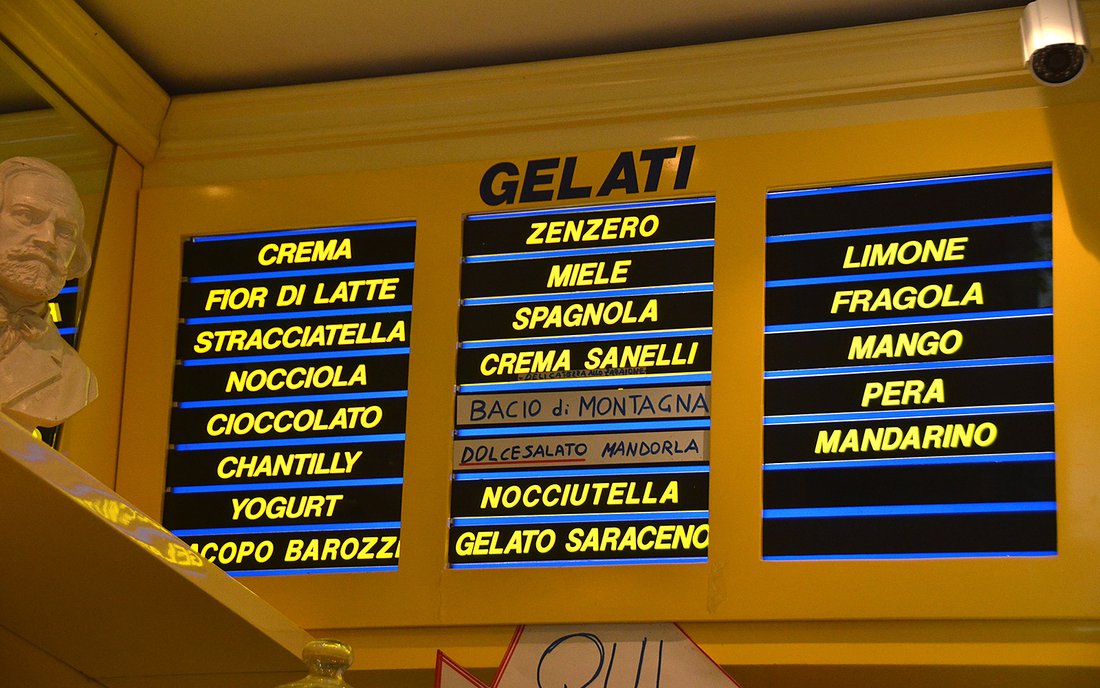 GELATI
CREMA
FIOR DI LATTE
STRACCIATELLA
NOCCIOLA
CIOCCOLATO
CHANTILLY
YOGURT
ACOPO BAROZZI
ZENZERO
MIELE
SPAGNOLA
CREMA SANELLI
BACIO di MONTAGNA
DOLCESALATO MANDORLA
NOCCIUTELLA
GELATO SARACENO
LIMONE
FRAGOLA
MANGO
PERA
MANDARINO
QUI